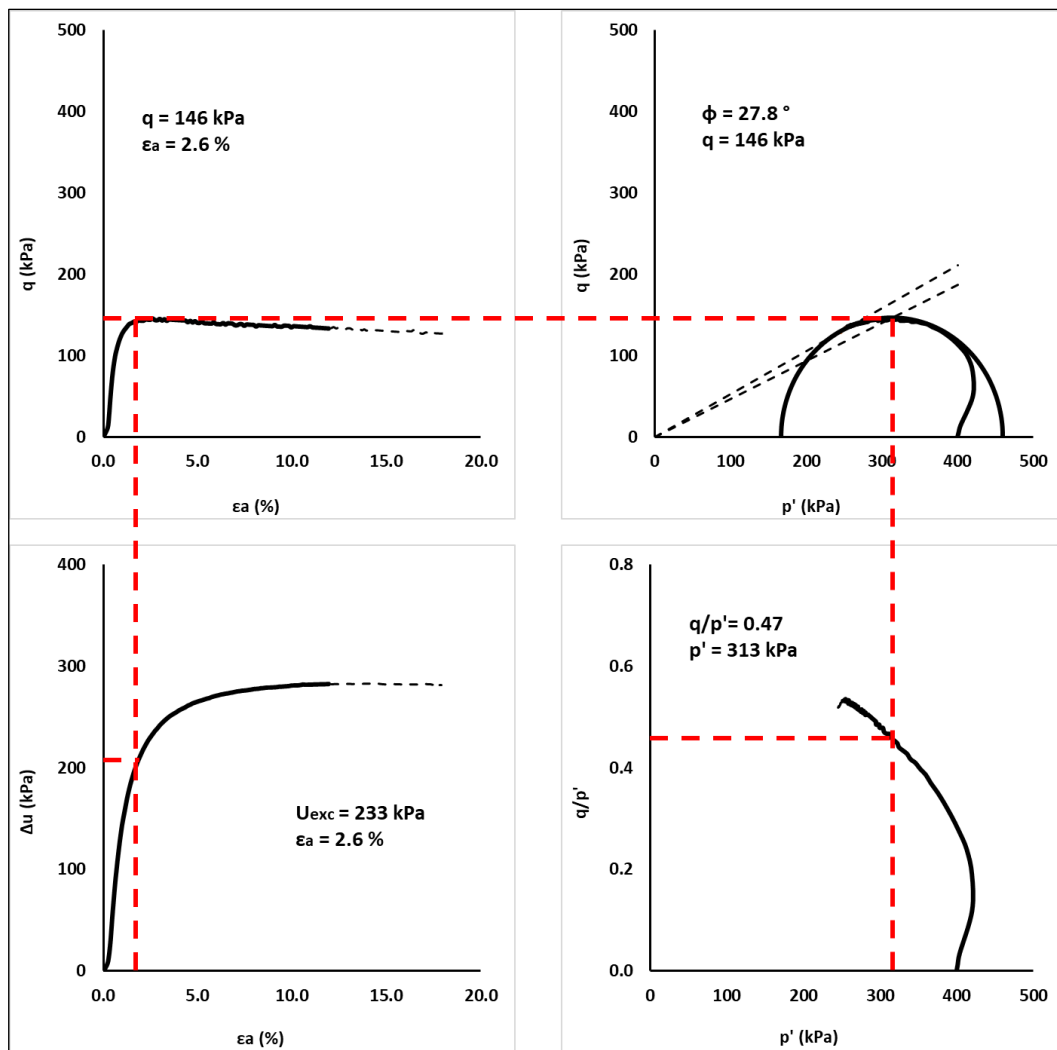 500
400
300
200
100
0
q (kPa)
q = 146 kPa
εa = 2.6 %
0.0 5.0 10.0 15.0 20.0
εa (%)
500
400
300
200
100
0
q (kPa)
ϕ = 27.8 °
q = 146 kPa
0 100 200 300 400 500
p' (kPa)
400
300
200
100
0
Δu (kPa)
Uexc = 233 kPa
εa = 2.6 %
0.0 5.0 10.0 15.0 20.0
εa (%)
0.8
0.6
0.4
0.2
0.0
q/p'
q/p'= 0.47
p' = 313 kPa
0 100 200 300 400 500
p' (kPa)